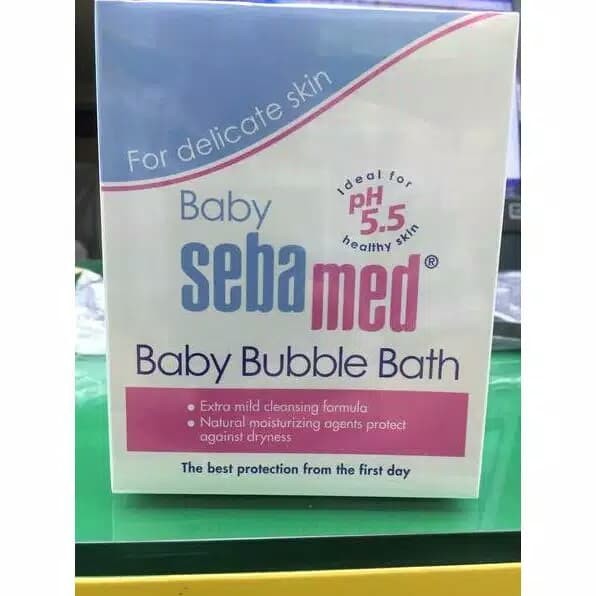 For delicate skin
Ideal for
pH
5.5
healthy skin
Baby
sebamed®
Baby Bubble Bath
• Extra mild cleansing formula
• Natural moisturizing agents protect
against dryness
The best protection from the first day